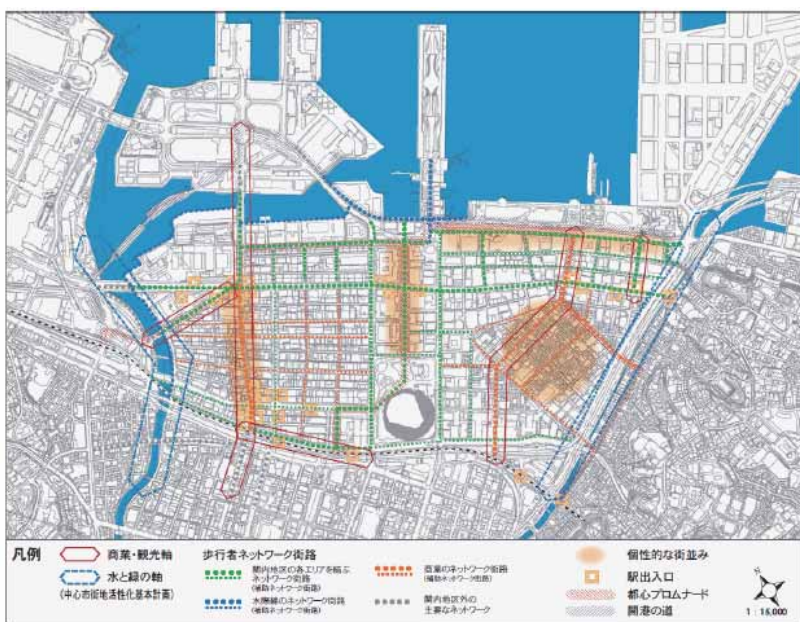 凡例
商業・観光軸
水と緑の軸
(中心市街地活性化基本計画)
歩行者ネットワーク街路
関内地区の各エリアを結ぶ
ネットワーク街路
(補助ネットワーク街路)
水際線のネットワーク街路
(補助ネットワーク街路)
商業のネットワーク街路
(補助ネットワーク街路)
関内地区外の
主要なネットワーク
個性的な街並み
駅出入口
都心プロムナード
開港の道
N
1 : 15,000